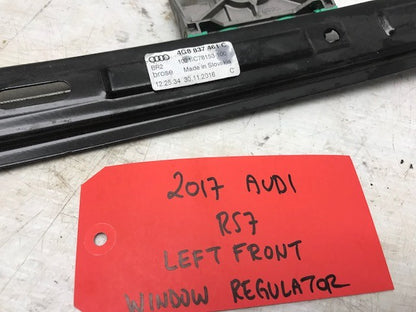 4G8 837 461 C
BR2
brose Made in Slovakia
12:25:34 30.11.2016 C
2017 AUDI
RS7
LEFT FRONT
WINDOW REGULATOR